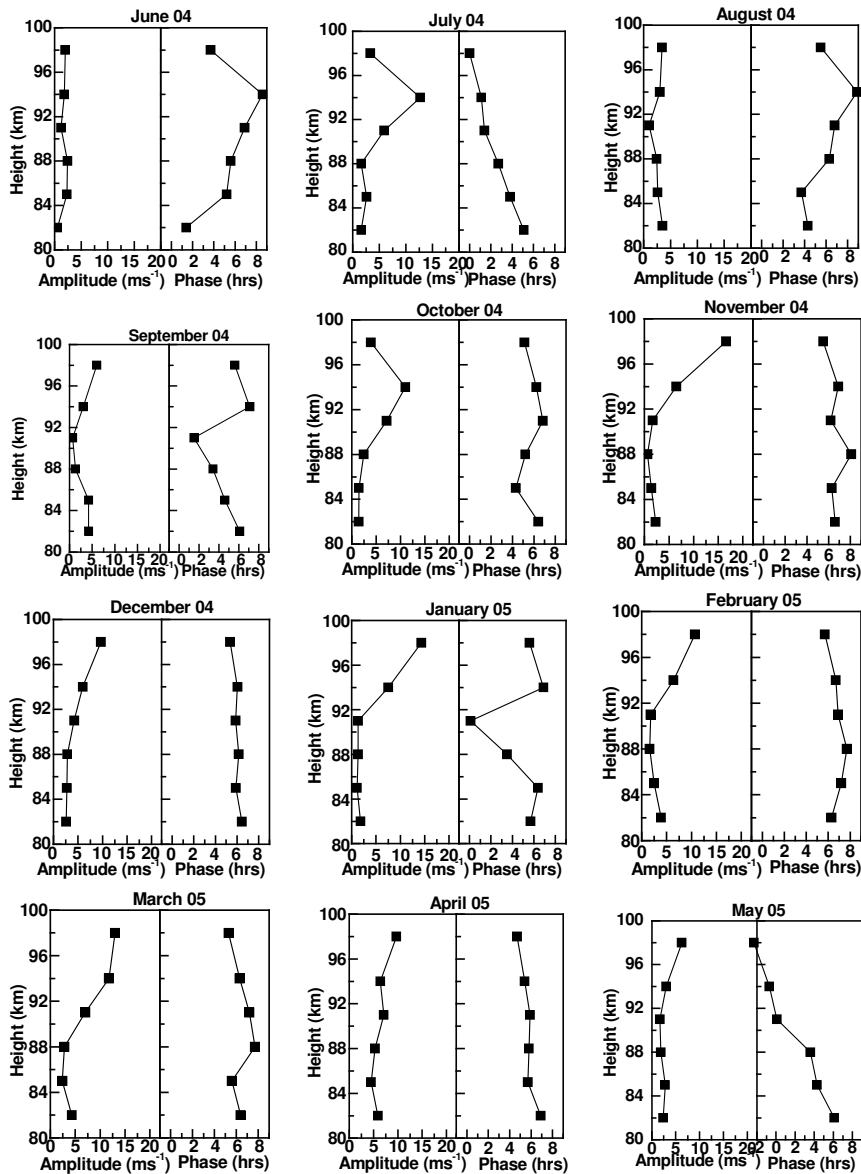 June 04
July 04
August 04
100
96
92
88
84
80
Height (km)
0 5 10 15 20 0 2 4 6 8
Amplitude (ms-1) Phase (hrs)
100
96
92
88
84
80
Height (km)
0 5 10 15 20 0 2 4 6 8
Amplitude (ms-1) Phase (hrs)
100
96
92
88
84
80
Height (km)
0 5 10 15 20 0 2 4 6 8
Amplitude (ms-1) Phase (hrs)
September 04
October 04
November 04
100
96
92
88
84
80
Height (km)
0 5 10 15 20 0 2 4 6 8
Amplitude (ms-1) Phase (hrs)
100
96
92
88
84
80
Height (km)
0 5 10 15 20 0 2 4 6 8
Amplitude (ms-1) Phase (hrs)
100
96
92
88
84
80
Height (km)
0 5 10 15 20 0 2 4 6 8
Amplitude (ms-1) Phase (hrs)
December 04
January 05
February 05
100
96
92
88
84
80
Height (km)
0 5 10 15 20 0 2 4 6 8
Amplitude (ms-1) Phase (hrs)
100
96
92
88
84
80
Height (km)
0 5 10 15 20 0 2 4 6 8
Amplitude (ms-1) Phase (hrs)
100
96
92
88
84
80
Height (km)
0 5 10 15 20 0 2 4 6 8
Amplitude (ms-1) Phase (hrs)
March 05
April 05
May 05
100
96
92
88
84
80
Height (km)
0 5 10 15 20 0 2 4 6 8
Amplitude (ms-1) Phase (hrs)
100
96
92
88
84
80
Height (km)
0 5 10 15 20 0 2 4 6 8
Amplitude (ms-1) Phase (hrs)
100
96
92
88
84
80
Height (km)
0 5 10 15 20 -2 0 2 4 6 8
Amplitude (ms-1) Phase (hrs)